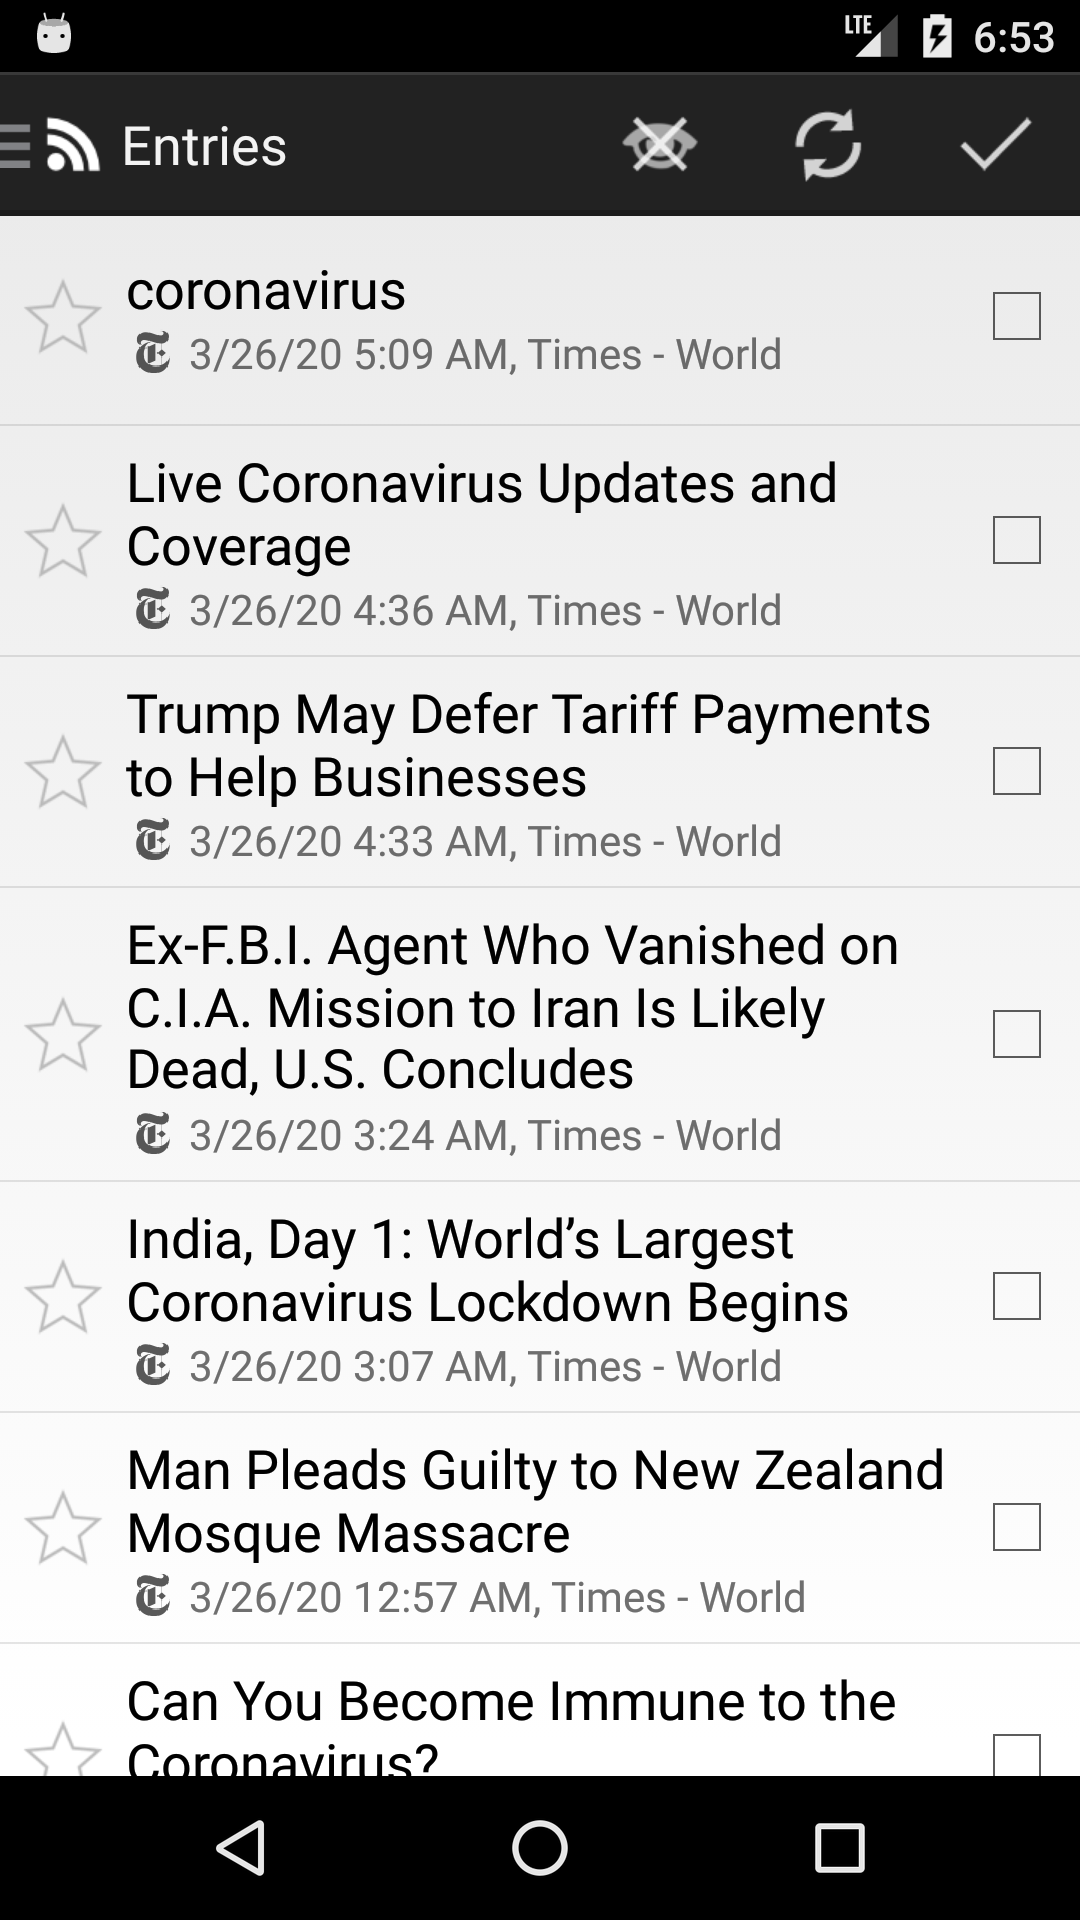 LTE 6:53
Entries
coronavirus
3/26/20 5:09 AM, Times - World
Live Coronavirus Updates and
Coverage
3/26/20 4:36 AM, Times - World
Trump May Defer Tariff Payments
to Help Businesses
3/26/20 4:33 AM, Times - World
Ex-F.B.I. Agent Who Vanished on
C.I.A. Mission to Iran Is Likely
Dead, U.S. Concludes
3/26/20 3:24 AM, Times - World
India, Day 1: World’s Largest
Coronavirus Lockdown Begins
3/26/20 3:07 AM, Times - World
Man Pleads Guilty to New Zealand
Mosque Massacre
3/26/20 12:57 AM, Times - World
Can You Become Immune to the
Coronavirus?